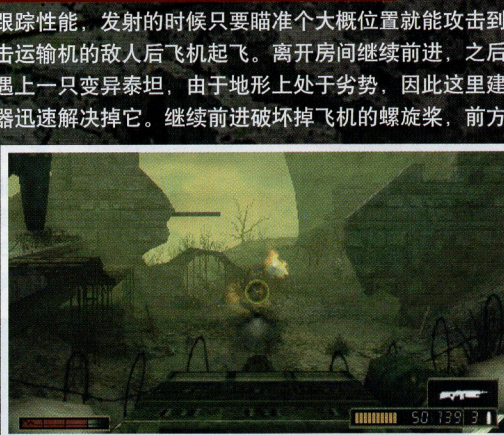 跟踪性能，发射的时候只要瞄准个大概位置就能攻击到
击运输机的敌人后飞机起飞。离开房间继续前进，之后
遇上一只变异泰坦，由于地形上处于劣势，因此这里建
器迅速解决掉它。继续前进破坏掉飞机的螺旋桨，前方
50 139 3